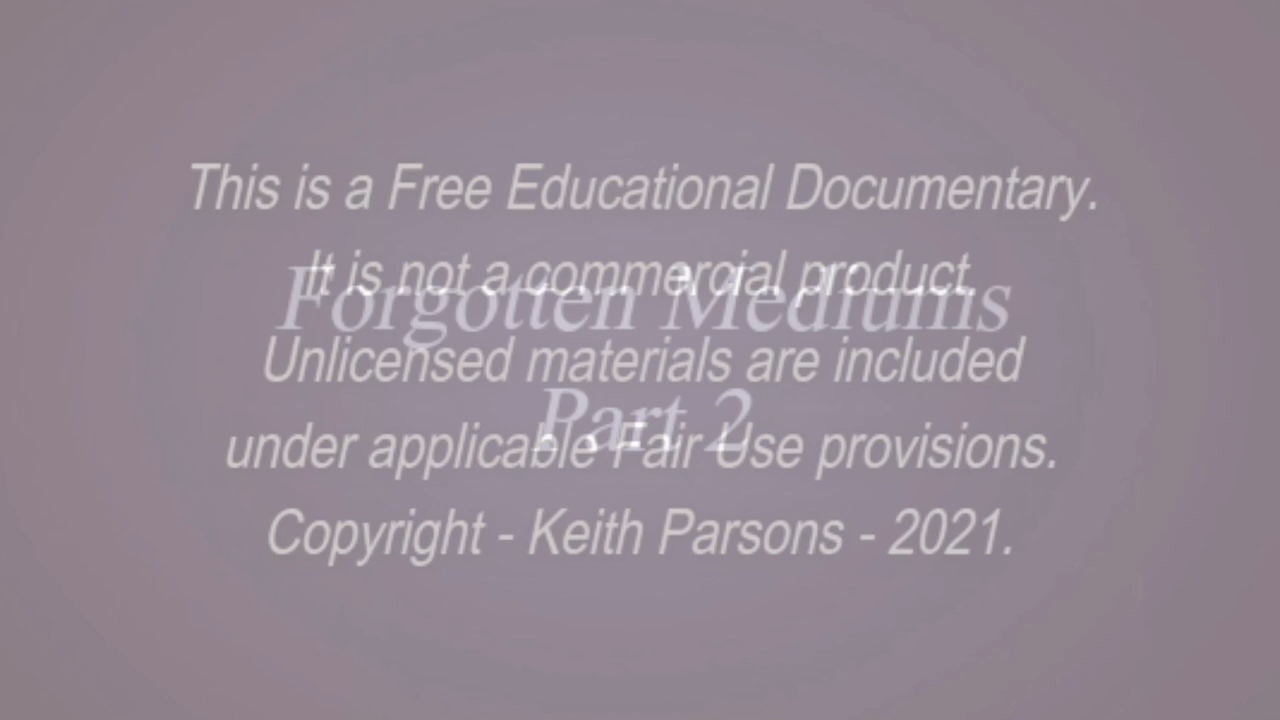 This is a Free Educational Documentary.
It is not a commercial product.
Forgotten Mediums
Unlicensed materials are included
Part 2
under applicable Fair Use provisions.
Copyright - Keith Parsons - 2021.